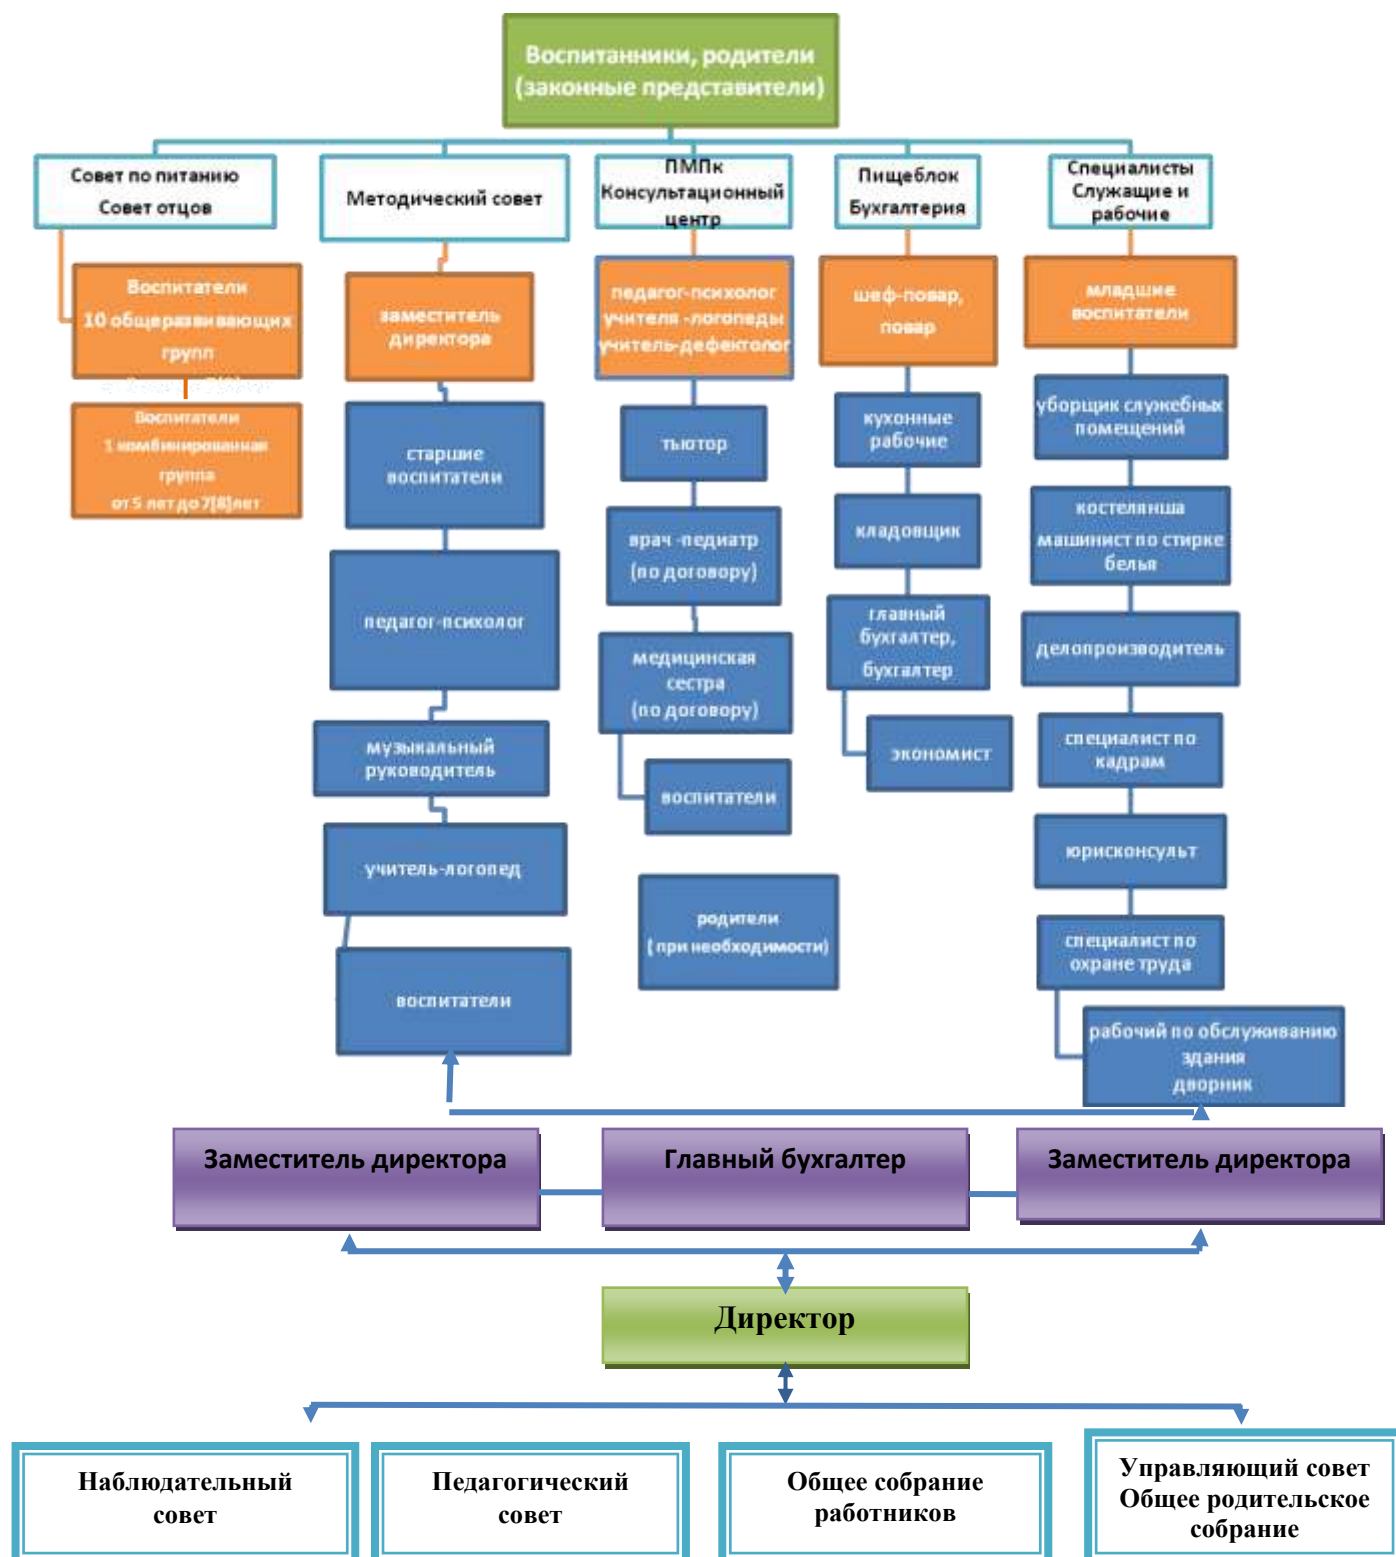 Воспитанники, родители
(законные представители)
Совет по питанию
Совет отцов
Методический совет
ПМПк
Консультационный
центр
Пищеблок
Бухгалтерия
Специалисты
Служащие и
рабочие
Воспитатели
10 общеразвивающих
групп
Воспитатели
1 комбинированная
группа
от 5 лет до 7[8]лет
заместитель
директора
старшие
воспитатели
педагог-психолог
музыкальный
руководитель
учитель-логопед
воспитатели
педагог-психолог
учителя -логопеды
учитель-дефектолог
тьютор
врач -педиатр
(по договору)
медицинская
сестра
(по договору)
воспитатели
родители
( при необходимости)
шеф-повар,
повар
кухонные
рабочие
кладовщик
главный
бухгалтер,
бухгалтер
экономист
младшие
воспитатели
уборщик служебных
помещений
костелянша
машинист по стирке
белья
делопроизводитель
специалист по
кадрам
юрисконсульт
специалист по
охране труда
рабочий по обслуживанию
здания
дворник
Заместитель директора
Главный бухгалтер
Заместитель директора
Директор
Наблюдательный
совет
Педагогический
совет
Общее собрание
работников
Управляющий совет
Общее родительское
собрание